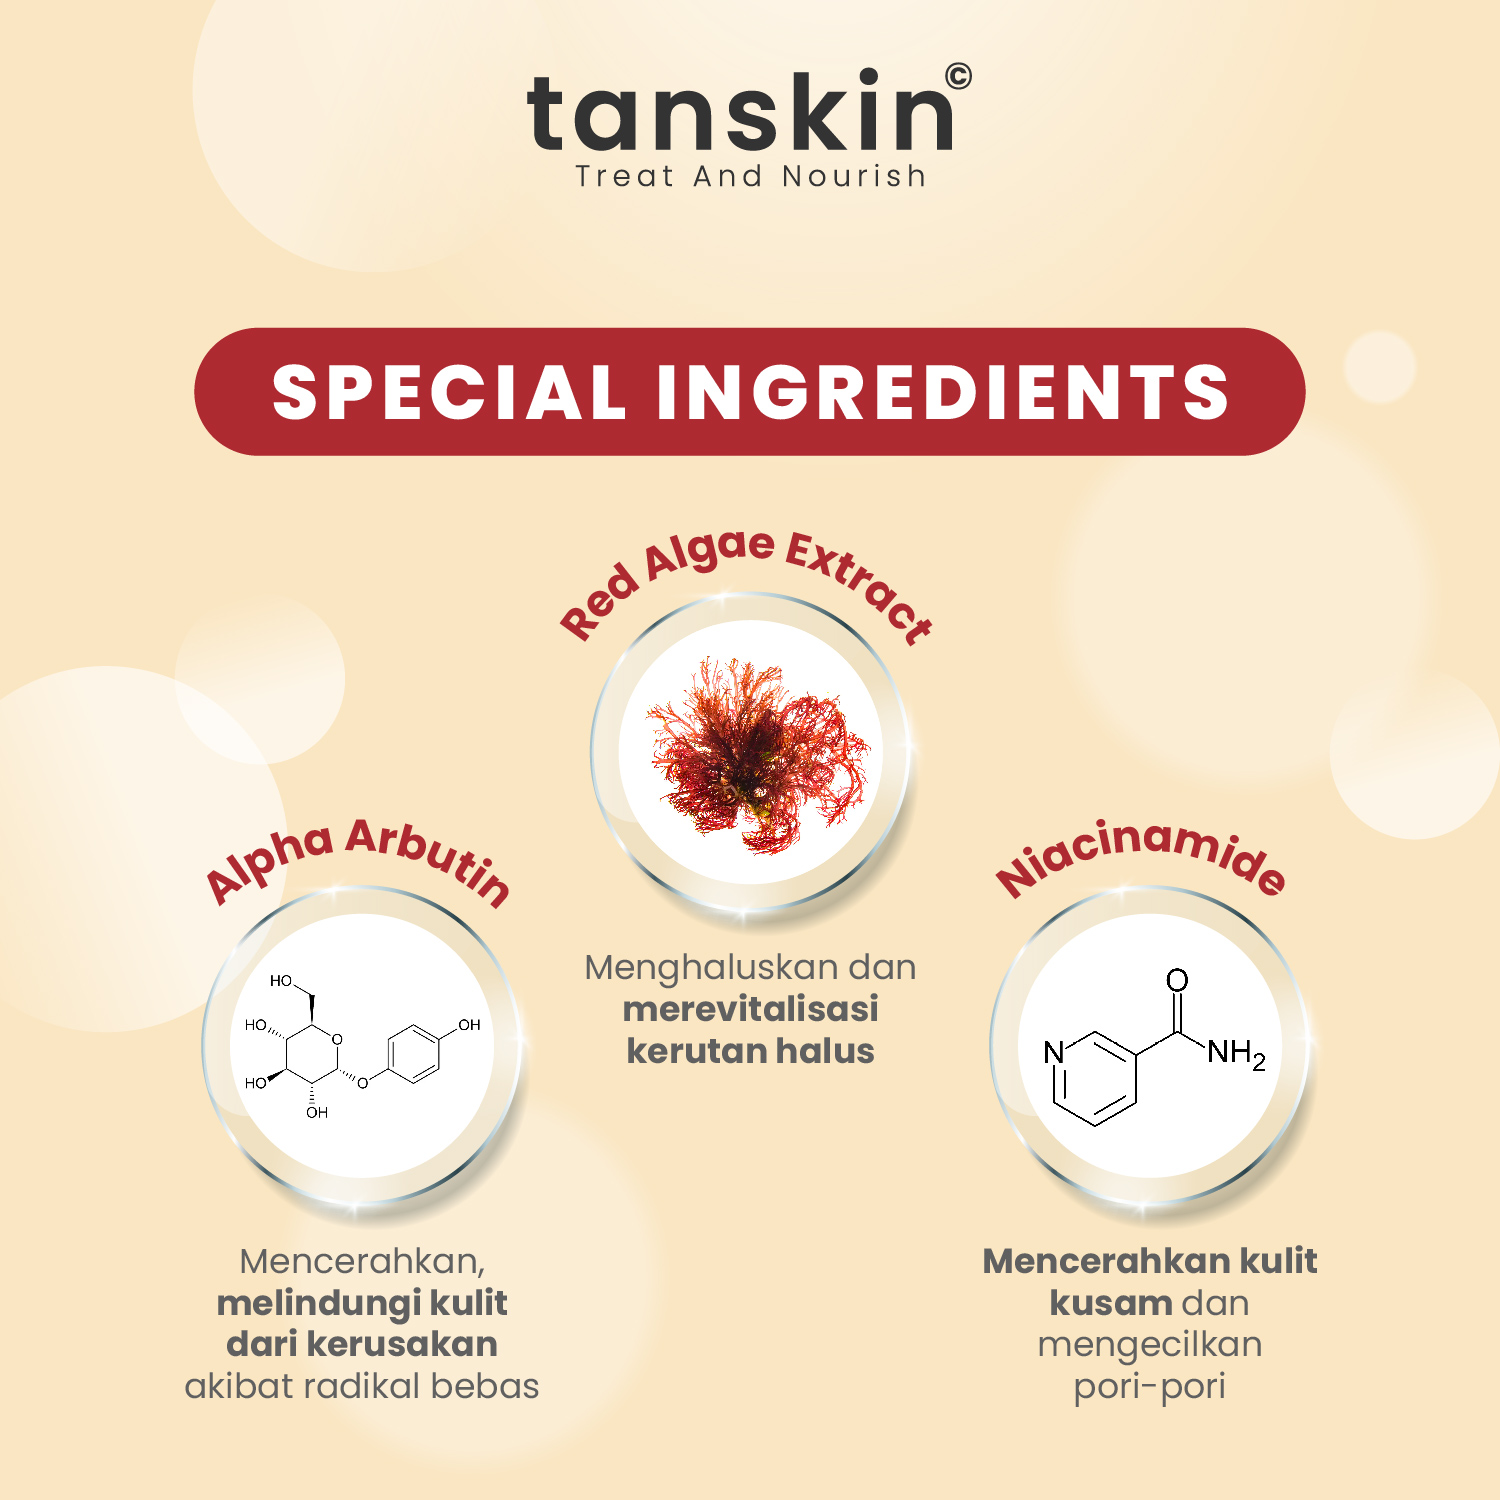 tanskin©
Treat And Nourish
SPECIAL INGREDIENTS
Red Algae Extract
Menghaluskan dan
merevitalisasi
kerutan halus
Alpha Arbutin
HO
HO
O
OH
HO
O
OH
Mencerahkan,
melindungi kulit
dari kerusakan
akibat radikal bebas
Niacinamide
O
N
NH2
Mencerahkan kulit
kusam dan
mengecilkan
pori-pori